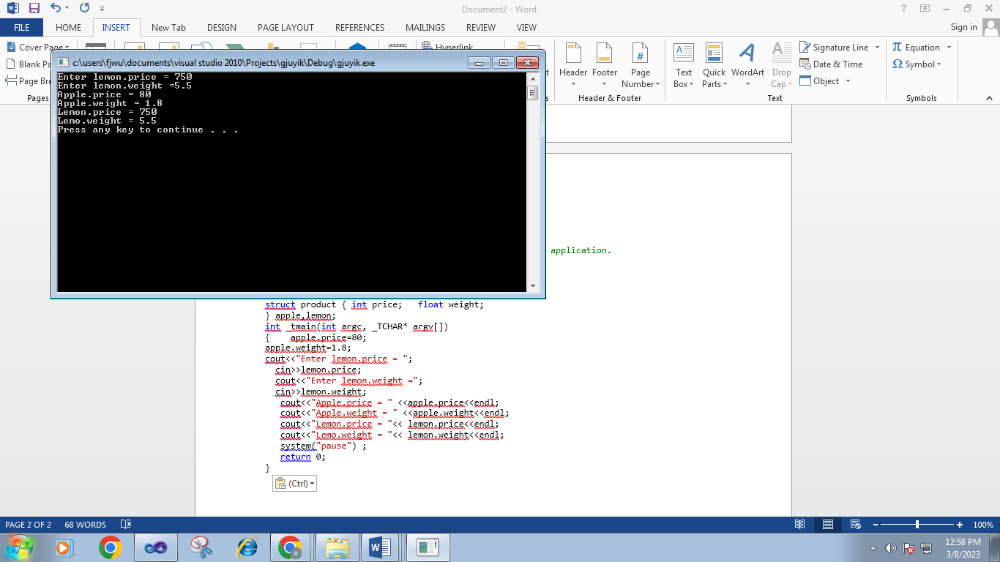 Document2 - Word
FILE HOME INSERT New Tab DESIGN PAGE LAYOUT REFERENCES MAILINGS REVIEW VIEW Sign in
Cover Page
Blank
Page
Pages
Hyperlink
Header Footer Page Number
Header & Footer
Text Box Quick Parts WordArt Drop Cap
Signature Line
Date & Time
Object
Text
Equation
Symbol
Symbols
c:\users\fjwu\documents\visual studio 2010\Projects\gjuyik\Debug\gjuyik.exe
Enter lemon.price = 750
Enter lemon.weight =5.5
Apple.price = 80
Apple.weight = 1.8
Lemon.price = 750
Lemo.weight = 5.5
Press any key to continue . . .
application.
struct product { int price;   float weight;
} apple,lemon;
int _tmain(int argc, _TCHAR* argv[])
{    apple.price=80;
apple.weight=1.8;
cout<<"Enter lemon.price = ";
cin>>lemon.price;
cout<<"Enter lemon.weight =";
cin>>lemon.weight;
cout<<"Apple.price = " <<apple.price<<endl;
cout<<"Apple.weight = " <<apple.weight<<endl;
cout<<"Lemon.price = "<< lemon.price<<endl;
cout<<"Lemo.weight = "<< lemon.weight<<endl;
system("pause") ;
return 0;
}
(Ctrl)
PAGE 2 OF 2 68 WORDS 100%
12:58 PM
3/8/2023